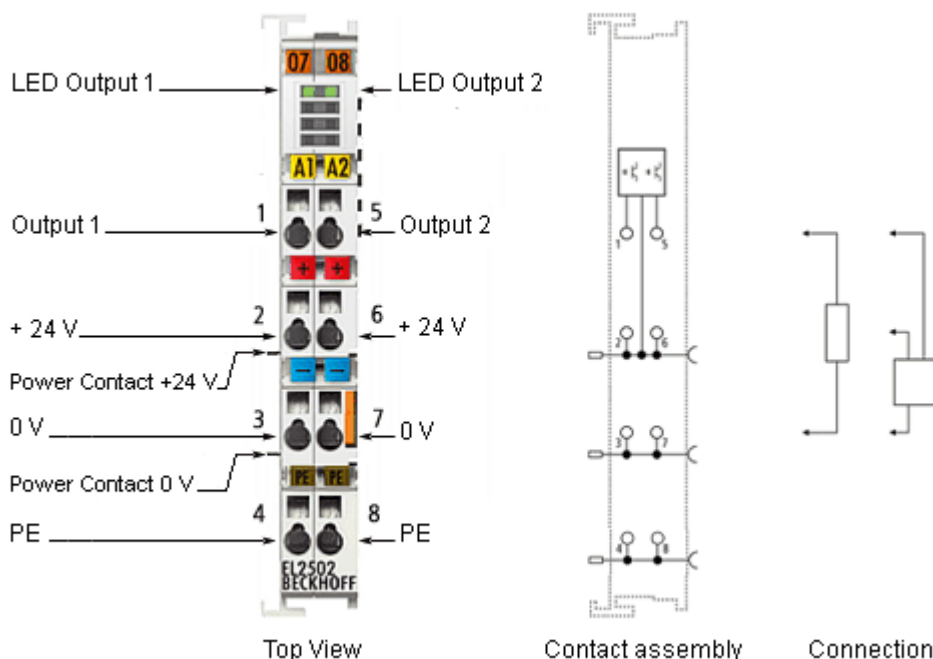 07 08
LED Output 1
LED Output 2
A1 A2
1
5
Output 1
Output 2
+ +
2
6
+ 24 V
+ 24 V
Power Contact +24 V
− −
3
7
0 V
0 V
Power Contact 0 V
PE PE
4
8
PE
PE
EL2502
BECKHOFF
1
5
2
6
3
7
4
8
Top View
Contact assembly
Connection